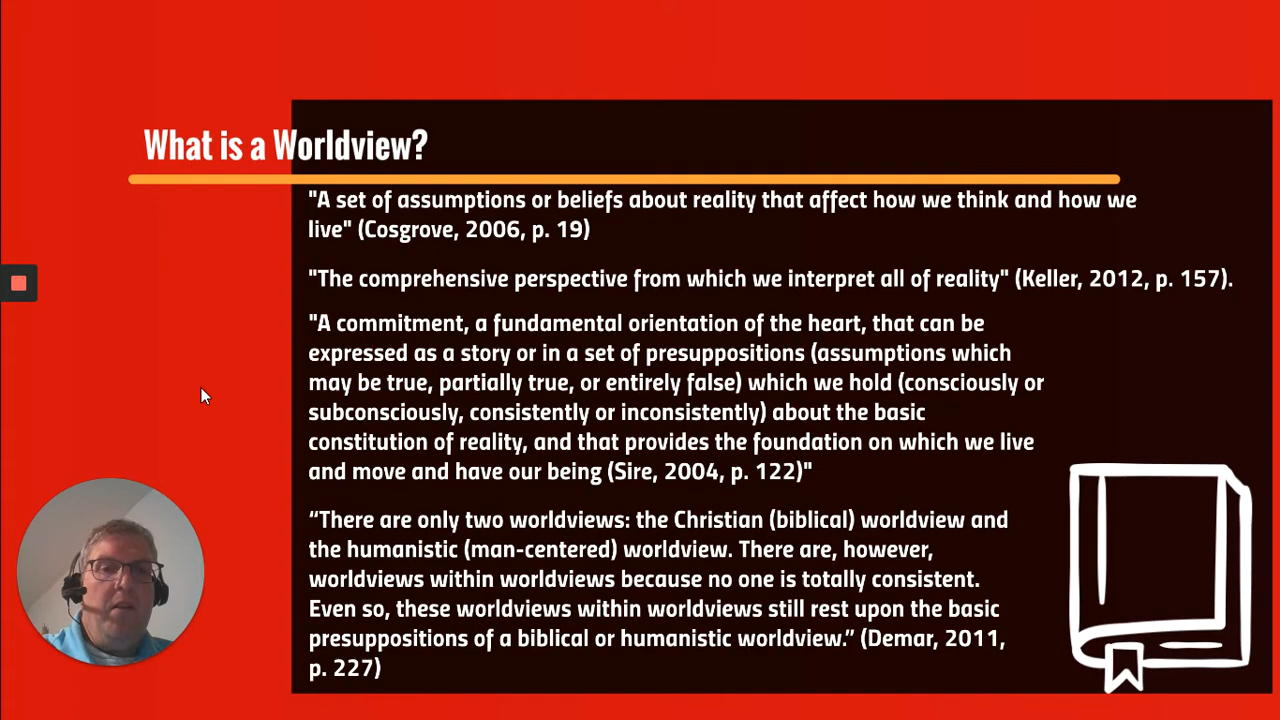 What is a Worldview?
"A set of assumptions or beliefs about reality that affect how we think and how we
live" (Cosgrove, 2006, p. 19)
"The comprehensive perspective from which we interpret all of reality" (Keller, 2012, p. 157).
"A commitment, a fundamental orientation of the heart, that can be
expressed as a story or in a set of presuppositions (assumptions which
may be true, partially true, or entirely false) which we hold (consciously or
subconsciously, consistently or inconsistently) about the basic
constitution of reality, and that provides the foundation on which we live
and move and have our being (Sire, 2004, p. 122)"
“There are only two worldviews: the Christian (biblical) worldview and
the humanistic (man-centered) worldview. There are, however,
worldviews within worldviews because no one is totally consistent.
Even so, these worldviews within worldviews still rest upon the basic
presuppositions of a biblical or humanistic worldview.” (Demar, 2011,
p. 227)